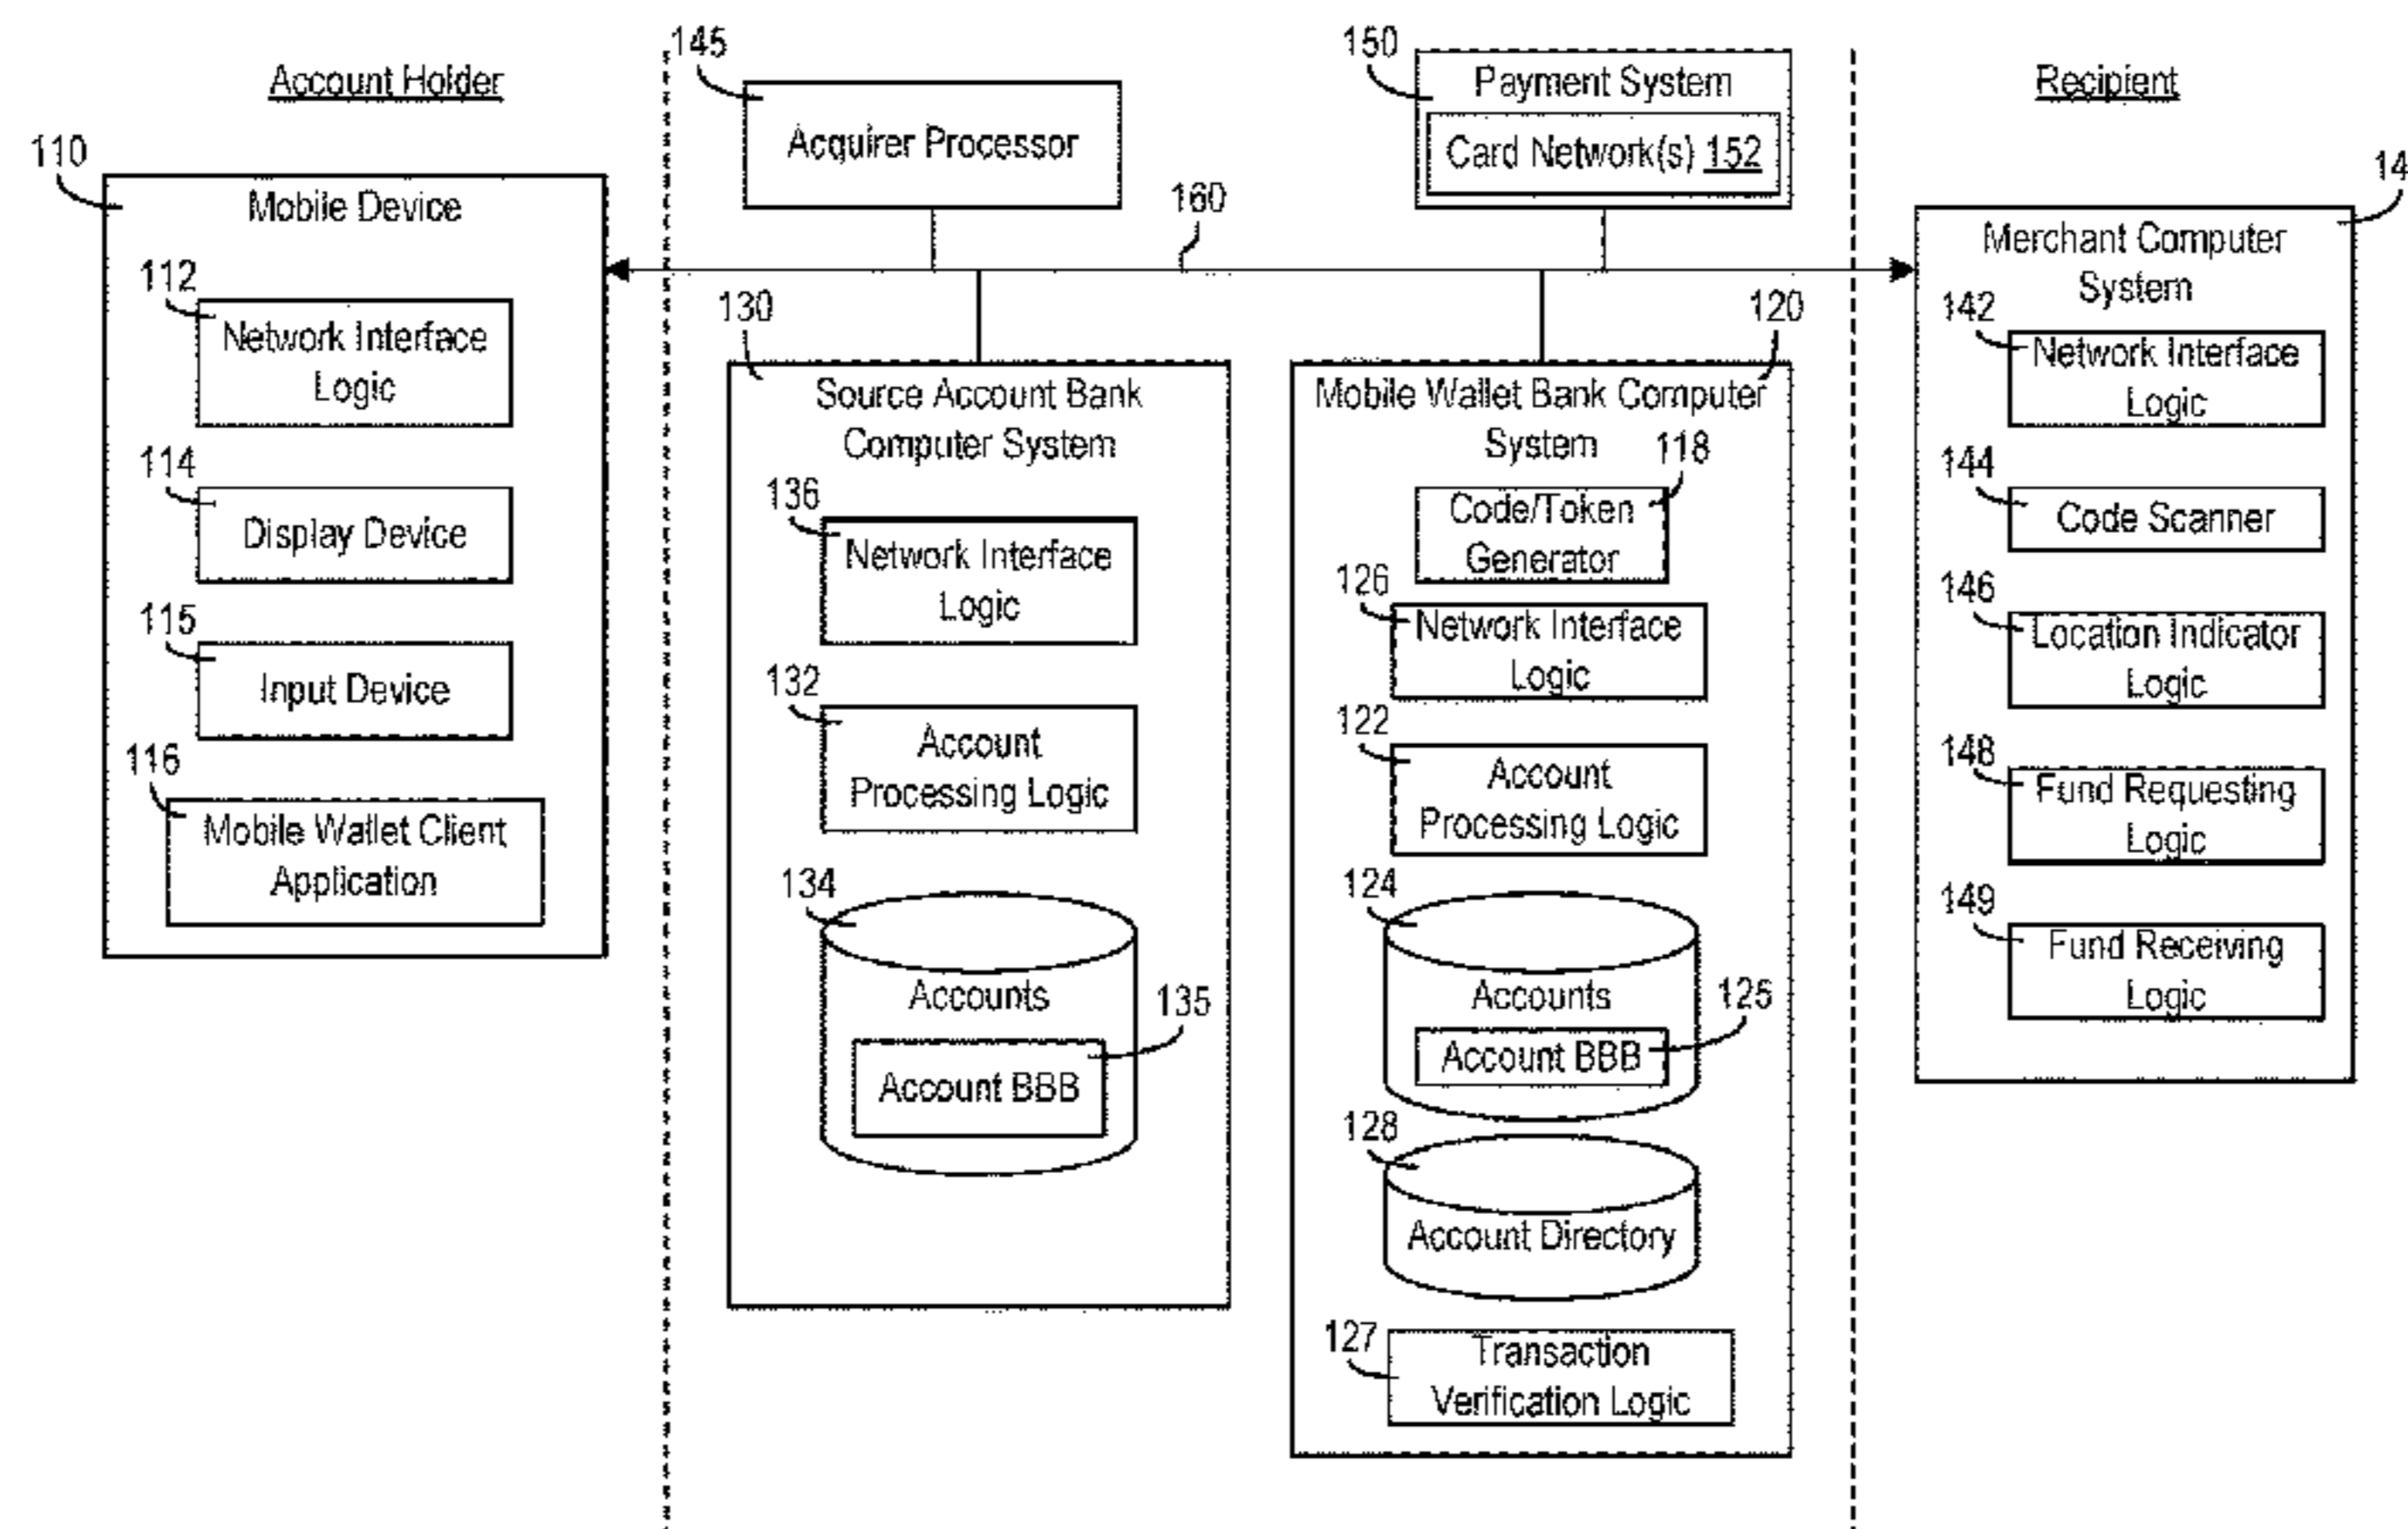 Account Holder
110
Mobile Device
112
Network Interface
Logic
114
Display Device
115
Input Device
116
Mobile Wallet Client
Application
145
Acquirer Processor
150
Payment System
Card Network(s) 152
160
130
Source Account Bank
Computer System
136
Network Interface
Logic
132
Account
Processing Logic
134
Accounts
135
Account BBB
120
Mobile Wallet Bank Computer
System
118
Code/Token
Generator
126
Network Interface
Logic
122
Account
Processing Logic
124
Accounts
125
Account BBB
128
Account Directory
127
Transaction
Verification Logic
Recipient
14
Merchant Computer
System
142
Network Interface
Logic
144
Code Scanner
146
Location Indicator
Logic
148
Fund Requesting
Logic
149
Fund Receiving
Logic